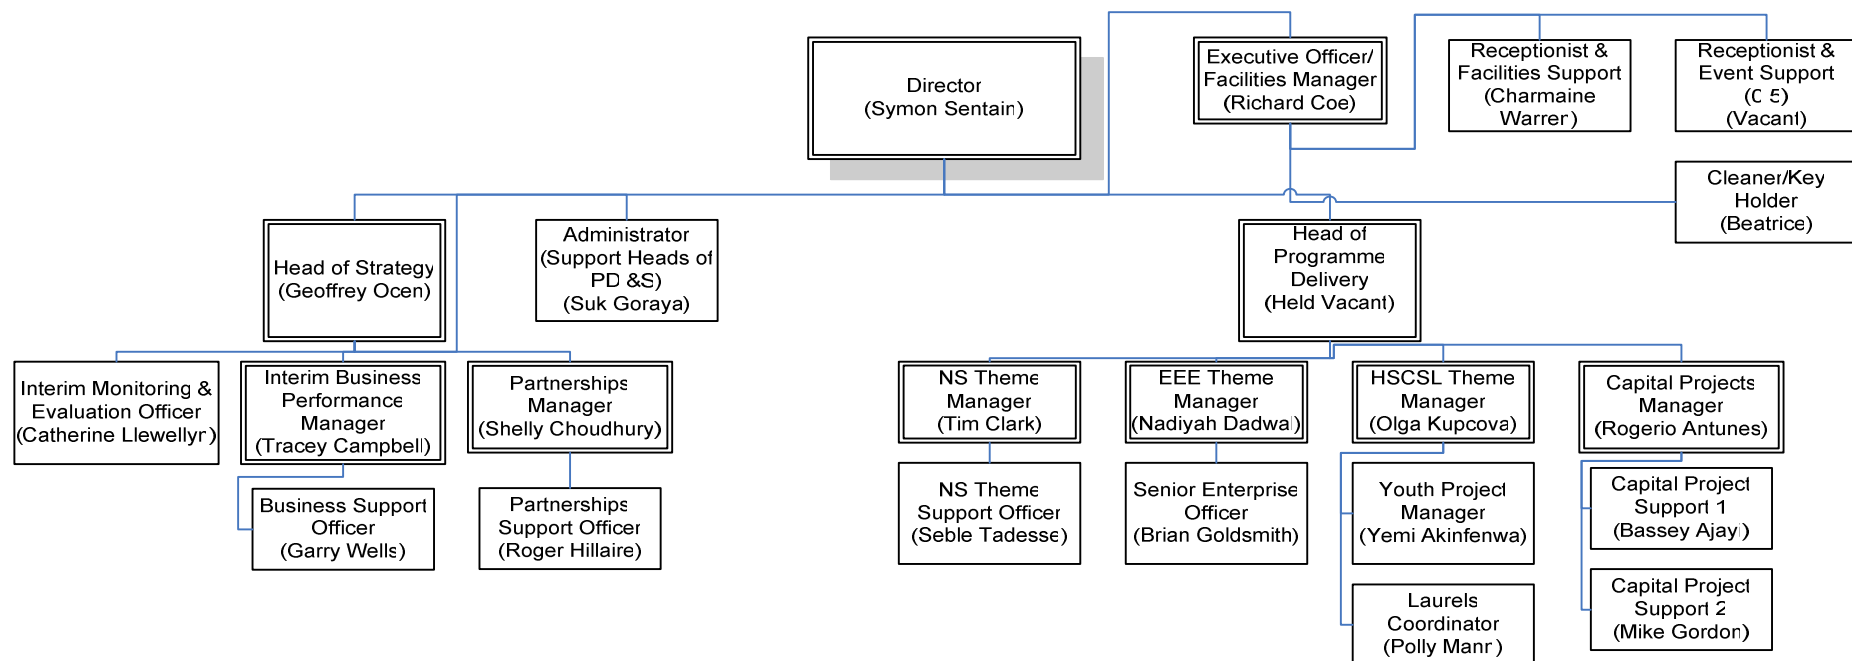 Director
(Symon Sentain)
Executive Officer/
Facilities Manager
(Richard Coe)
Receptionist &
Facilities Support
(Charmaine
Warren)
Receptionist &
Event Support
(0.5)
(Vacant)
Cleaner/Key
Holder
(Beatrice)
Head of Strategy
(Geoffrey Ocen)
Administrator
(Support Heads of
PD &S)
(Suk Goraya)
Head of
Programme
Delivery
(Held Vacant)
Interim Monitoring &
Evaluation Officer
(Catherine Llewellyn)
Interim Business
Performance
Manager
(Tracey Campbell)
Partnerships
Manager
(Shelly Choudhury)
NS Theme
Manager
(Tim Clark)
EEE Theme
Manager
(Nadiyah Dadwal)
HSCSL Theme
Manager
(Olga Kupcova)
Capital Projects
Manager
(Rogerio Antunes)
Business Support
Officer
(Garry Wells)
Partnerships
Support Officer
(Roger Hillaire)
NS Theme
Support Officer
(Seble Tadesse)
Senior Enterprise
Officer
(Brian Goldsmith)
Youth Project
Manager
(Yemi Akinfenwa)
Capital Project
Support 1
(Bassey Ajayi)
Laurels
Coordinator
(Polly Mann)
Capital Project
Support 2
(Mike Gordon)